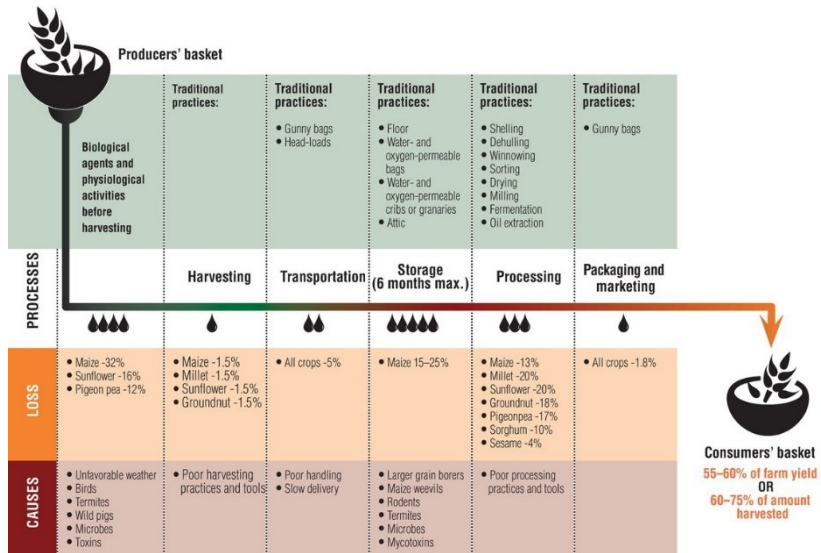 Producers' basket
Biological
agents and
physiological
activities
before
harvesting
Traditional
practices:
Traditional
practices:
• Gunny bags
• Head-loads
Traditional
practices:
• Floor
• Water- and
oxygen-permeable
bags
• Water- and
oxygen-permeable
cribs or granaries
• Attic
Traditional
practices:
• Shelling
• Dehulling
• Winnowing
• Sorting
• Drying
• Milling
• Fermentation
• Oil extraction
Traditional
practices:
• Gunny bags
PROCESSES
Harvesting
Transportation
Storage
(6 months max.)
Processing
Packaging and
marketing
LOSS
• Maize -32%
• Sunflower -16%
• Pigeon pea -12%
• Maize -1.5%
• Millet -1.5%
• Sunflower -1.5%
• Groundnut -1.5%
• All crops -5%
• Maize 15–25%
• Maize -13%
• Millet -20%
• Sunflower -20%
• Groundnut -18%
• Pigeonpea -17%
• Sorghum -10%
• Sesame -4%
• All crops -1.8%
CAUSES
• Unfavorable weather
• Birds
• Termites
• Wild pigs
• Microbes
• Toxins
• Poor harvesting
practices and tools
• Poor handling
• Slow delivery
• Larger grain borers
• Maize weevils
• Rodents
• Termites
• Microbes
• Mycotoxins
• Poor processing
practices and tools
Consumers' basket
55–60% of farm yield
OR
60–75% of amount
harvested